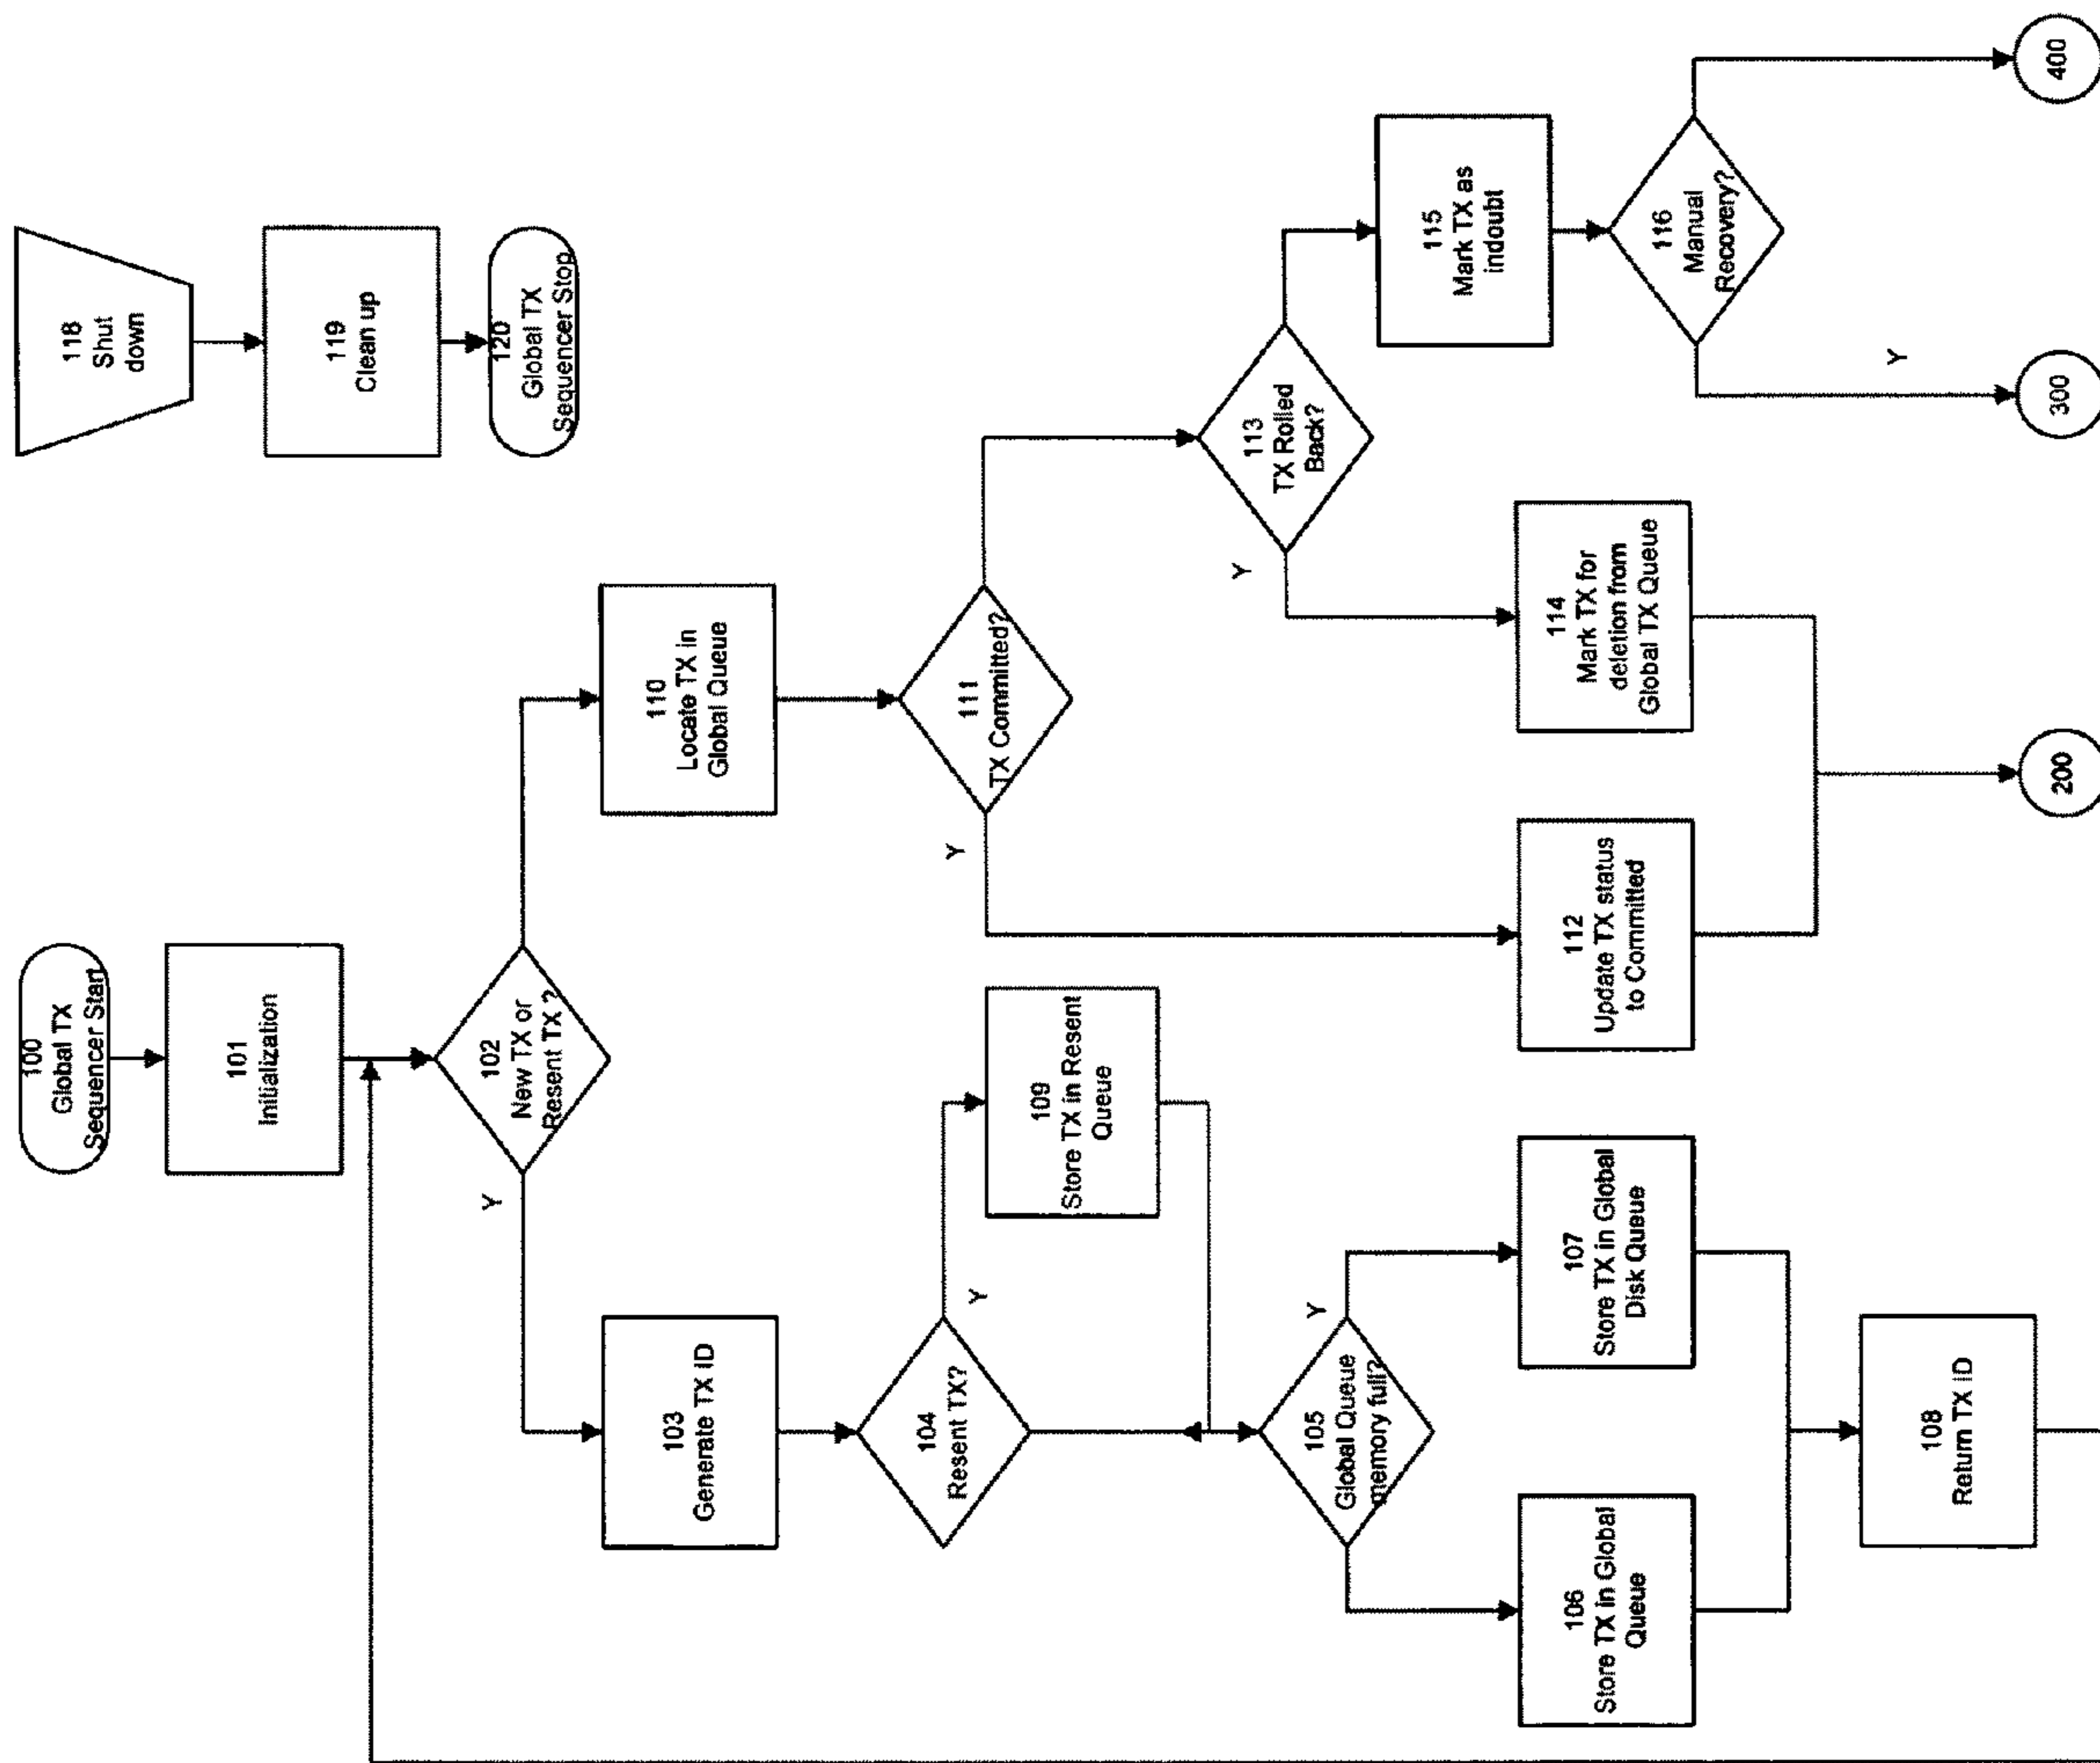 100
Global TX
Sequencer Start
101
Initialization
102
New TX or
Resent TX ?
Y
103
Generate TX ID
104
Resent TX?
Y
109
Store TX in Resent
Queue
105
Global Queue
memory full?
Y
106
Store TX in Global
Queue
107
Store TX in Global
Disk Queue
108
Return TX ID
110
Locate TX in
Global Queue
111
TX Committed?
Y
112
Update TX status
to Committed
113
TX Rolled
Back?
Y
114
Mark TX for
deletion from
Global TX Queue
200
115
Mark TX as
indoubt
116
Manual
Recovery?
Y
300
400
118
Shut
down
119
Clean up
120
Global TX
Sequencer Stop